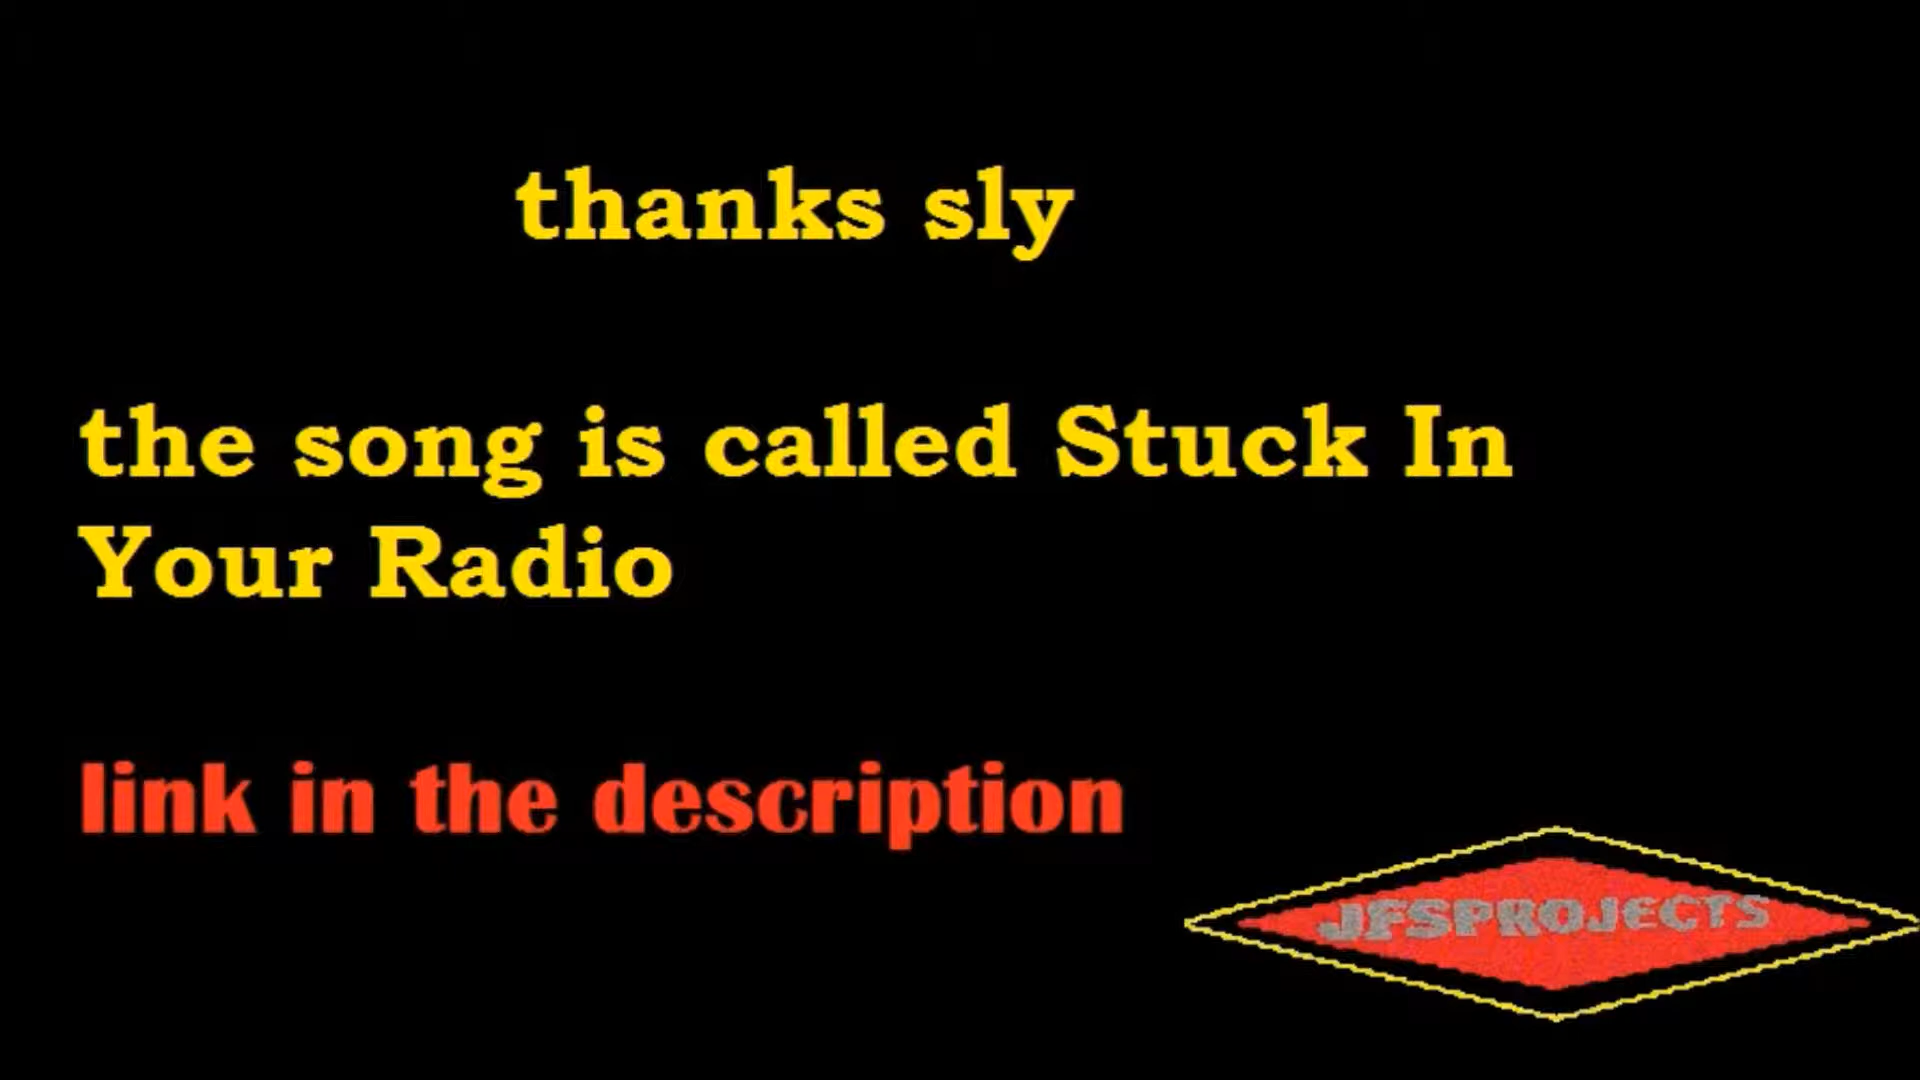 thanks sly
the song is called Stuck In
Your Radio
link in the description
JFSPROJECTS